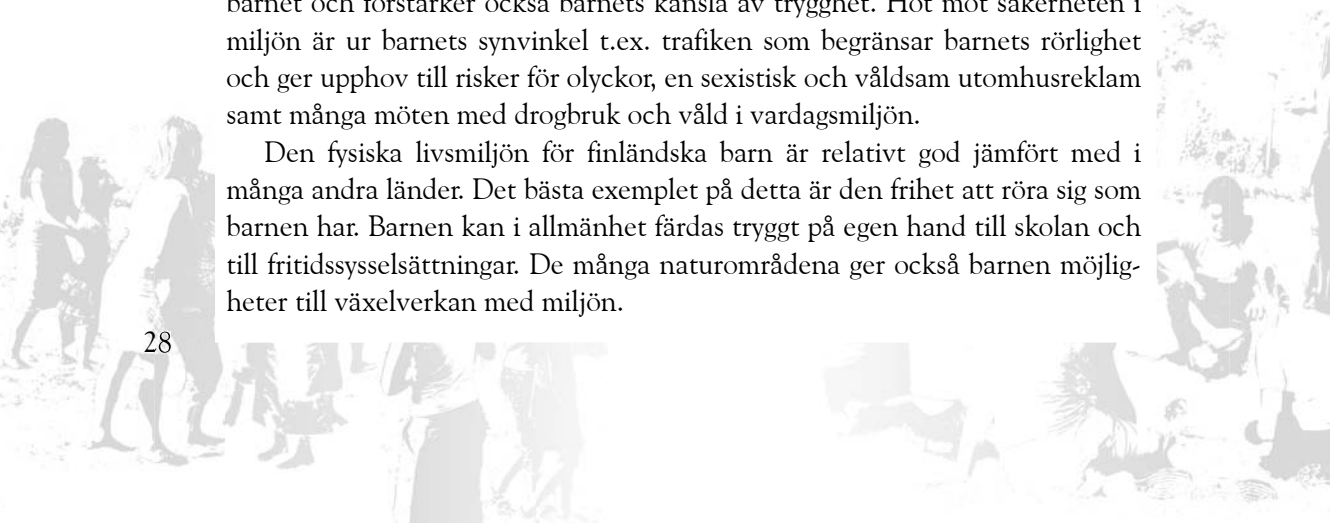 barnet och förstärker också barnets känsla av trygghet. Hot mot säkerheten i
miljön är ur barnets synvinkel t.ex. trafiken som begränsar barnets rörlighet
och ger upphov till risker för olyckor, en sexistisk och våldsam utomhusreklam
samt många möten med drogbruk och våld i vardagsmiljön.
Den fysiska livsmiljön för finländska barn är relativt god jämfört med i
många andra länder. Det bästa exemplet på detta är den frihet att röra sig som
barnen har. Barnen kan i allmänhet färdas tryggt på egen hand till skolan och
till fritidssysselsättningar. De många naturområdena ger också barnen möjlig-
heter till växelverkan med miljön.
28